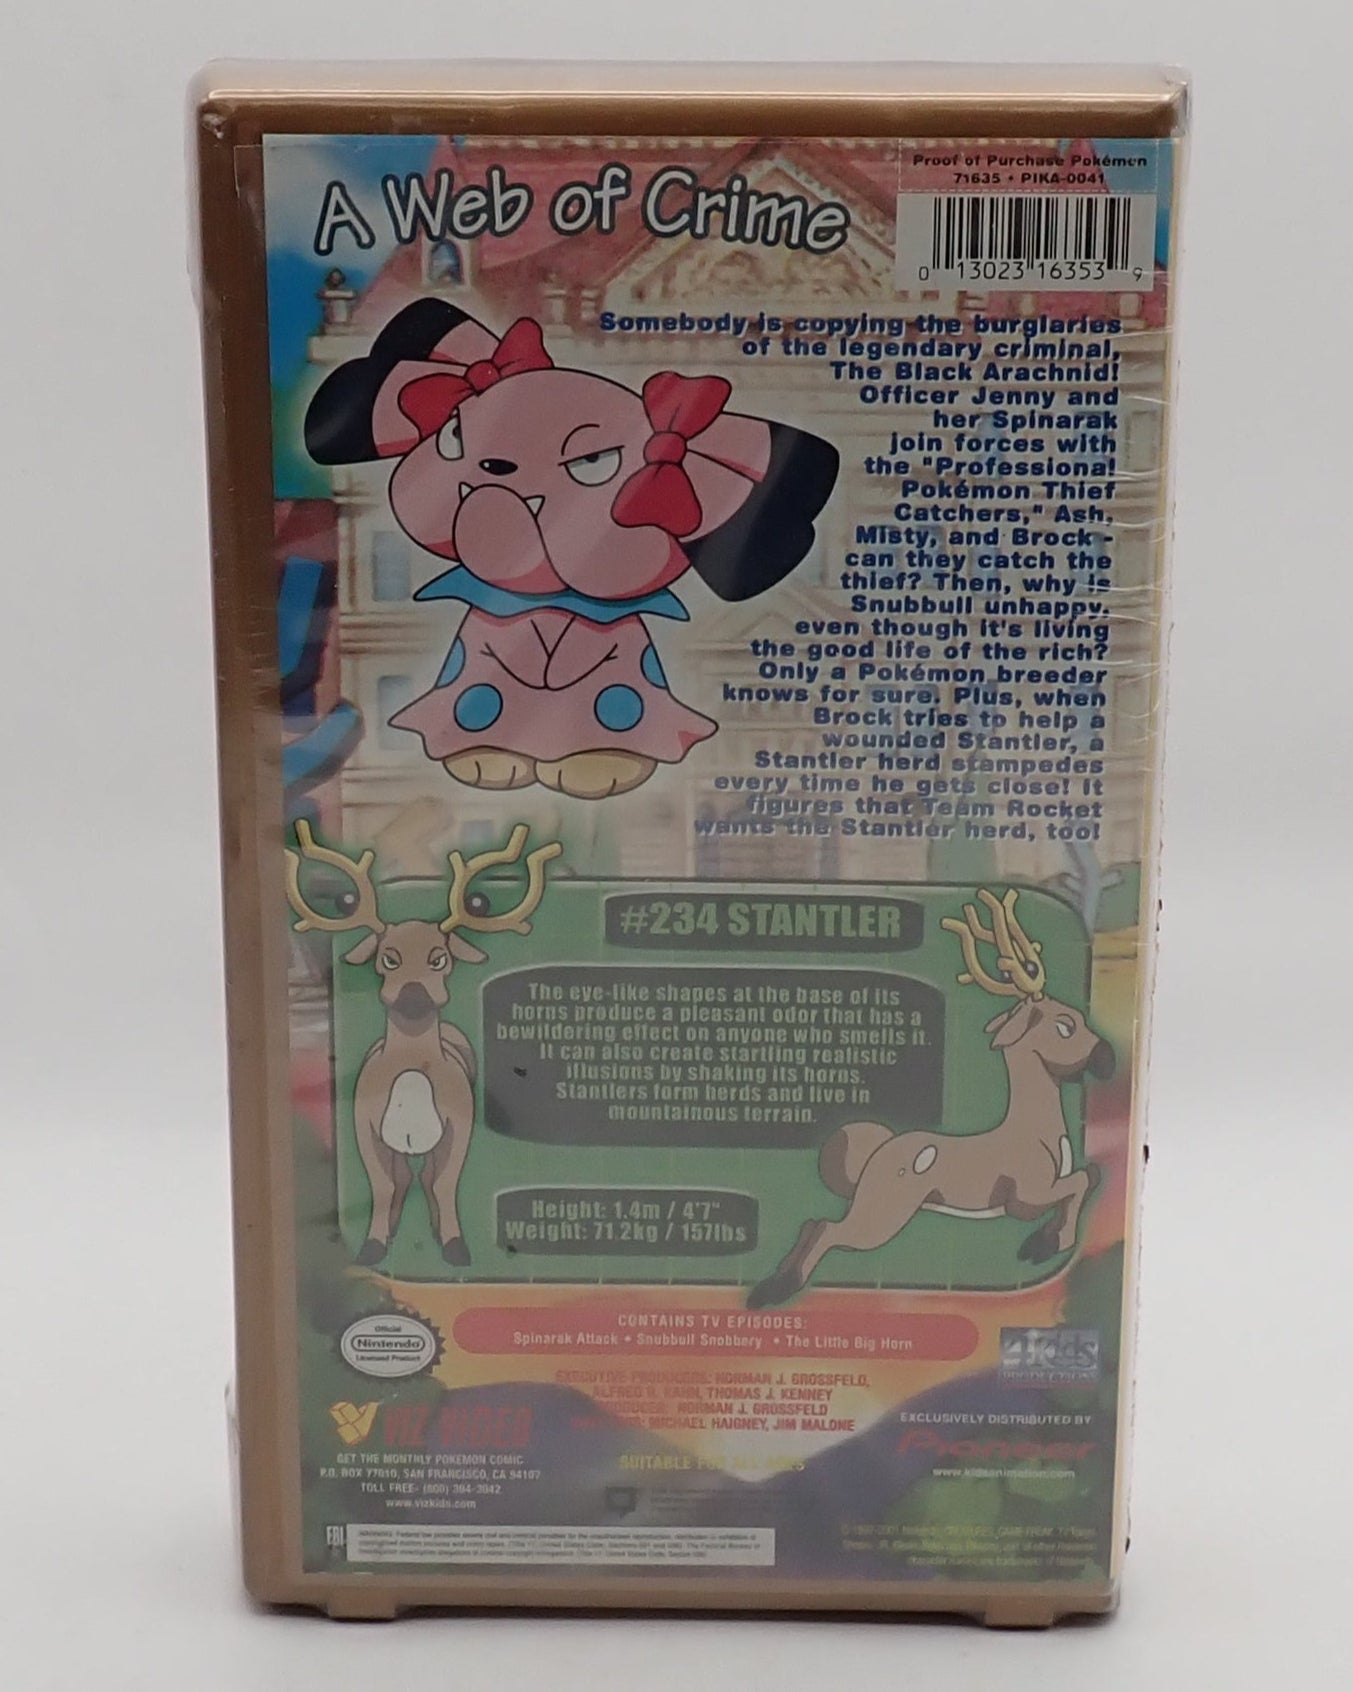 A Web of Crime
Proof of Purchase Pokémon
71635 • PIKA-0041
0 13023 16353 9
Somebody is copying the burglaries
of the legendary criminal,
The Black Arachnid!
Officer Jenny and
her Spinarak
join forces with
the "Professional
Pokémon Thief
Catchers," Ash,
Misty, and Brock -
can they catch the
thief? Then, why is
Snubbull unhappy,
even though it's living
the good life of the rich?
Only a Pokémon breeder
knows for sure. Plus, when
Brock tries to help a
wounded Stantler, a
Stantler herd stampedes
every time he gets close! It
figures that Team Rocket
wants the Stantler herd, too!
#234 STANTLER
The eye-like shapes at the base of its
horns produce a pleasant odor that has a
bewildering effect on anyone who smells it.
It can also create startling realistic
illusions by shaking its horns.
Stantlers form herds and live in
mountainous terrain.
Height: 1.4m / 4'7"
Weight: 71.2kg / 157lbs
CONTAINS TV EPISODES:
Spinarak Attack • Snubbull Snobbery • The Little Big Horn
Official
Nintendo
Licensed Product
4Kids
PRODUCTIONS
EXECUTIVE PRODUCERS: NORMAN J. GROSSFELD,
ALFRED R. KAHN, THOMAS J. KENNEY
PRODUCER: NORMAN J. GROSSFELD
MICHAEL HAIGNEY, JIM MALONE
VIZ VIDEO
GET THE MONTHLY POKEMON COMIC
P.O. BOX 77010, SAN FRANCISCO, CA 94107
TOLL FREE- (800) 394-3042
www.vizkids.com
SUITABLE FOR ALL AGES
EXCLUSIVELY DISTRIBUTED BY
Pioneer
www.kidsanimation.com
FBI